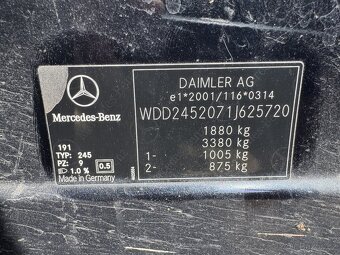 DAIMLER AG
e1*2001/116*0314
WDD2452071J625720
1880 kg
3380 kg
1- 1005 kg
2- 875 kg
Mercedes-Benz
191
TYP: 245
PZ: 9
1.0 % 0.5
Made in Germany